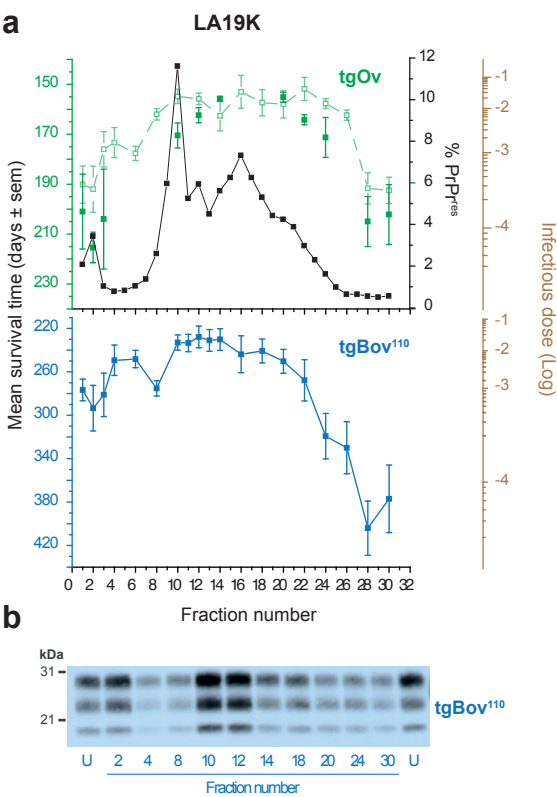 a
LA19K
tgOv
150
170
190
210
230
12
10
8
6
4
2
0
% PrPʳᵉˢ
-1
-2
-3
-4
Mean survival time (days ± sem)
Infectious dose (Log)
tgBov¹¹⁰
220
260
300
340
380
420
-1
-2
-3
-4
0 2 4 6 8 10 12 14 16 18 20 22 24 26 28 30 32
Fraction number
b
kDa
31
21
tgBov¹¹⁰
U 2 4 8 10 12 14 18 20 24 30 U
Fraction number